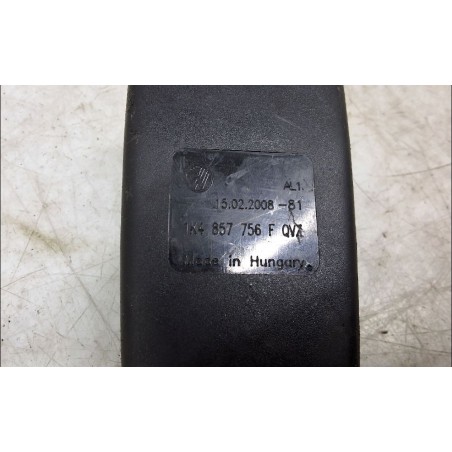 AL1.
15.02.2008-81
1K4 857 756 F QVZ
Made in Hungary